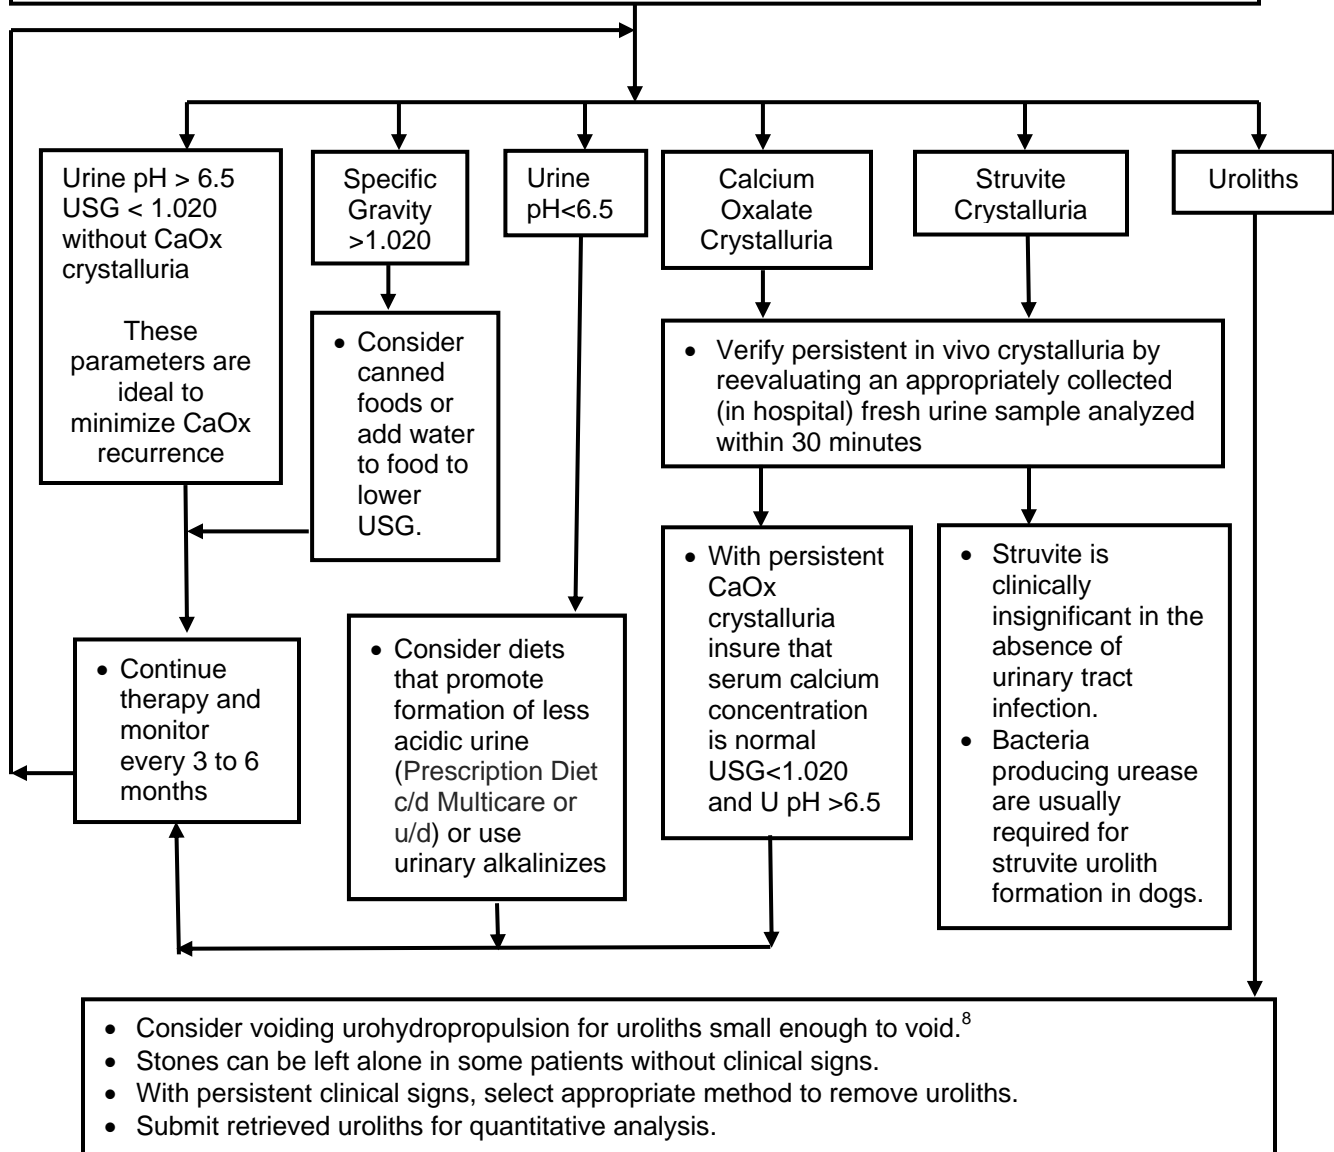 Urine pH > 6.5
USG < 1.020
without CaOx
crystalluria
These
parameters are
ideal to
minimize CaOx
recurrence
Specific
Gravity
>1.020
Urine
pH<6.5
Calcium
Oxalate
Crystalluria
Struvite
Crystalluria
Uroliths
• Consider
canned
foods or
add water
to food to
lower
USG.
• Verify persistent in vivo crystalluria by
reevaluating an appropriately collected
(in hospital) fresh urine sample analyzed
within 30 minutes
• Continue
therapy and
monitor
every 3 to 6
months
• Consider diets
that promote
formation of less
acidic urine
(Prescription Diet
c/d Multicare or
u/d) or use
urinary alkalinizes
• With persistent
CaOx
crystalluria
insure that
serum calcium
concentration
is normal
USG<1.020
and U pH >6.5
• Struvite is
clinically
insignificant in the
absence of
urinary tract
infection.
• Bacteria
producing urease
are usually
required for
struvite urolith
formation in dogs.
• Consider voiding urohydropropulsion for uroliths small enough to void.⁸
• Stones can be left alone in some patients without clinical signs.
• With persistent clinical signs, select appropriate method to remove uroliths.
• Submit retrieved uroliths for quantitative analysis.